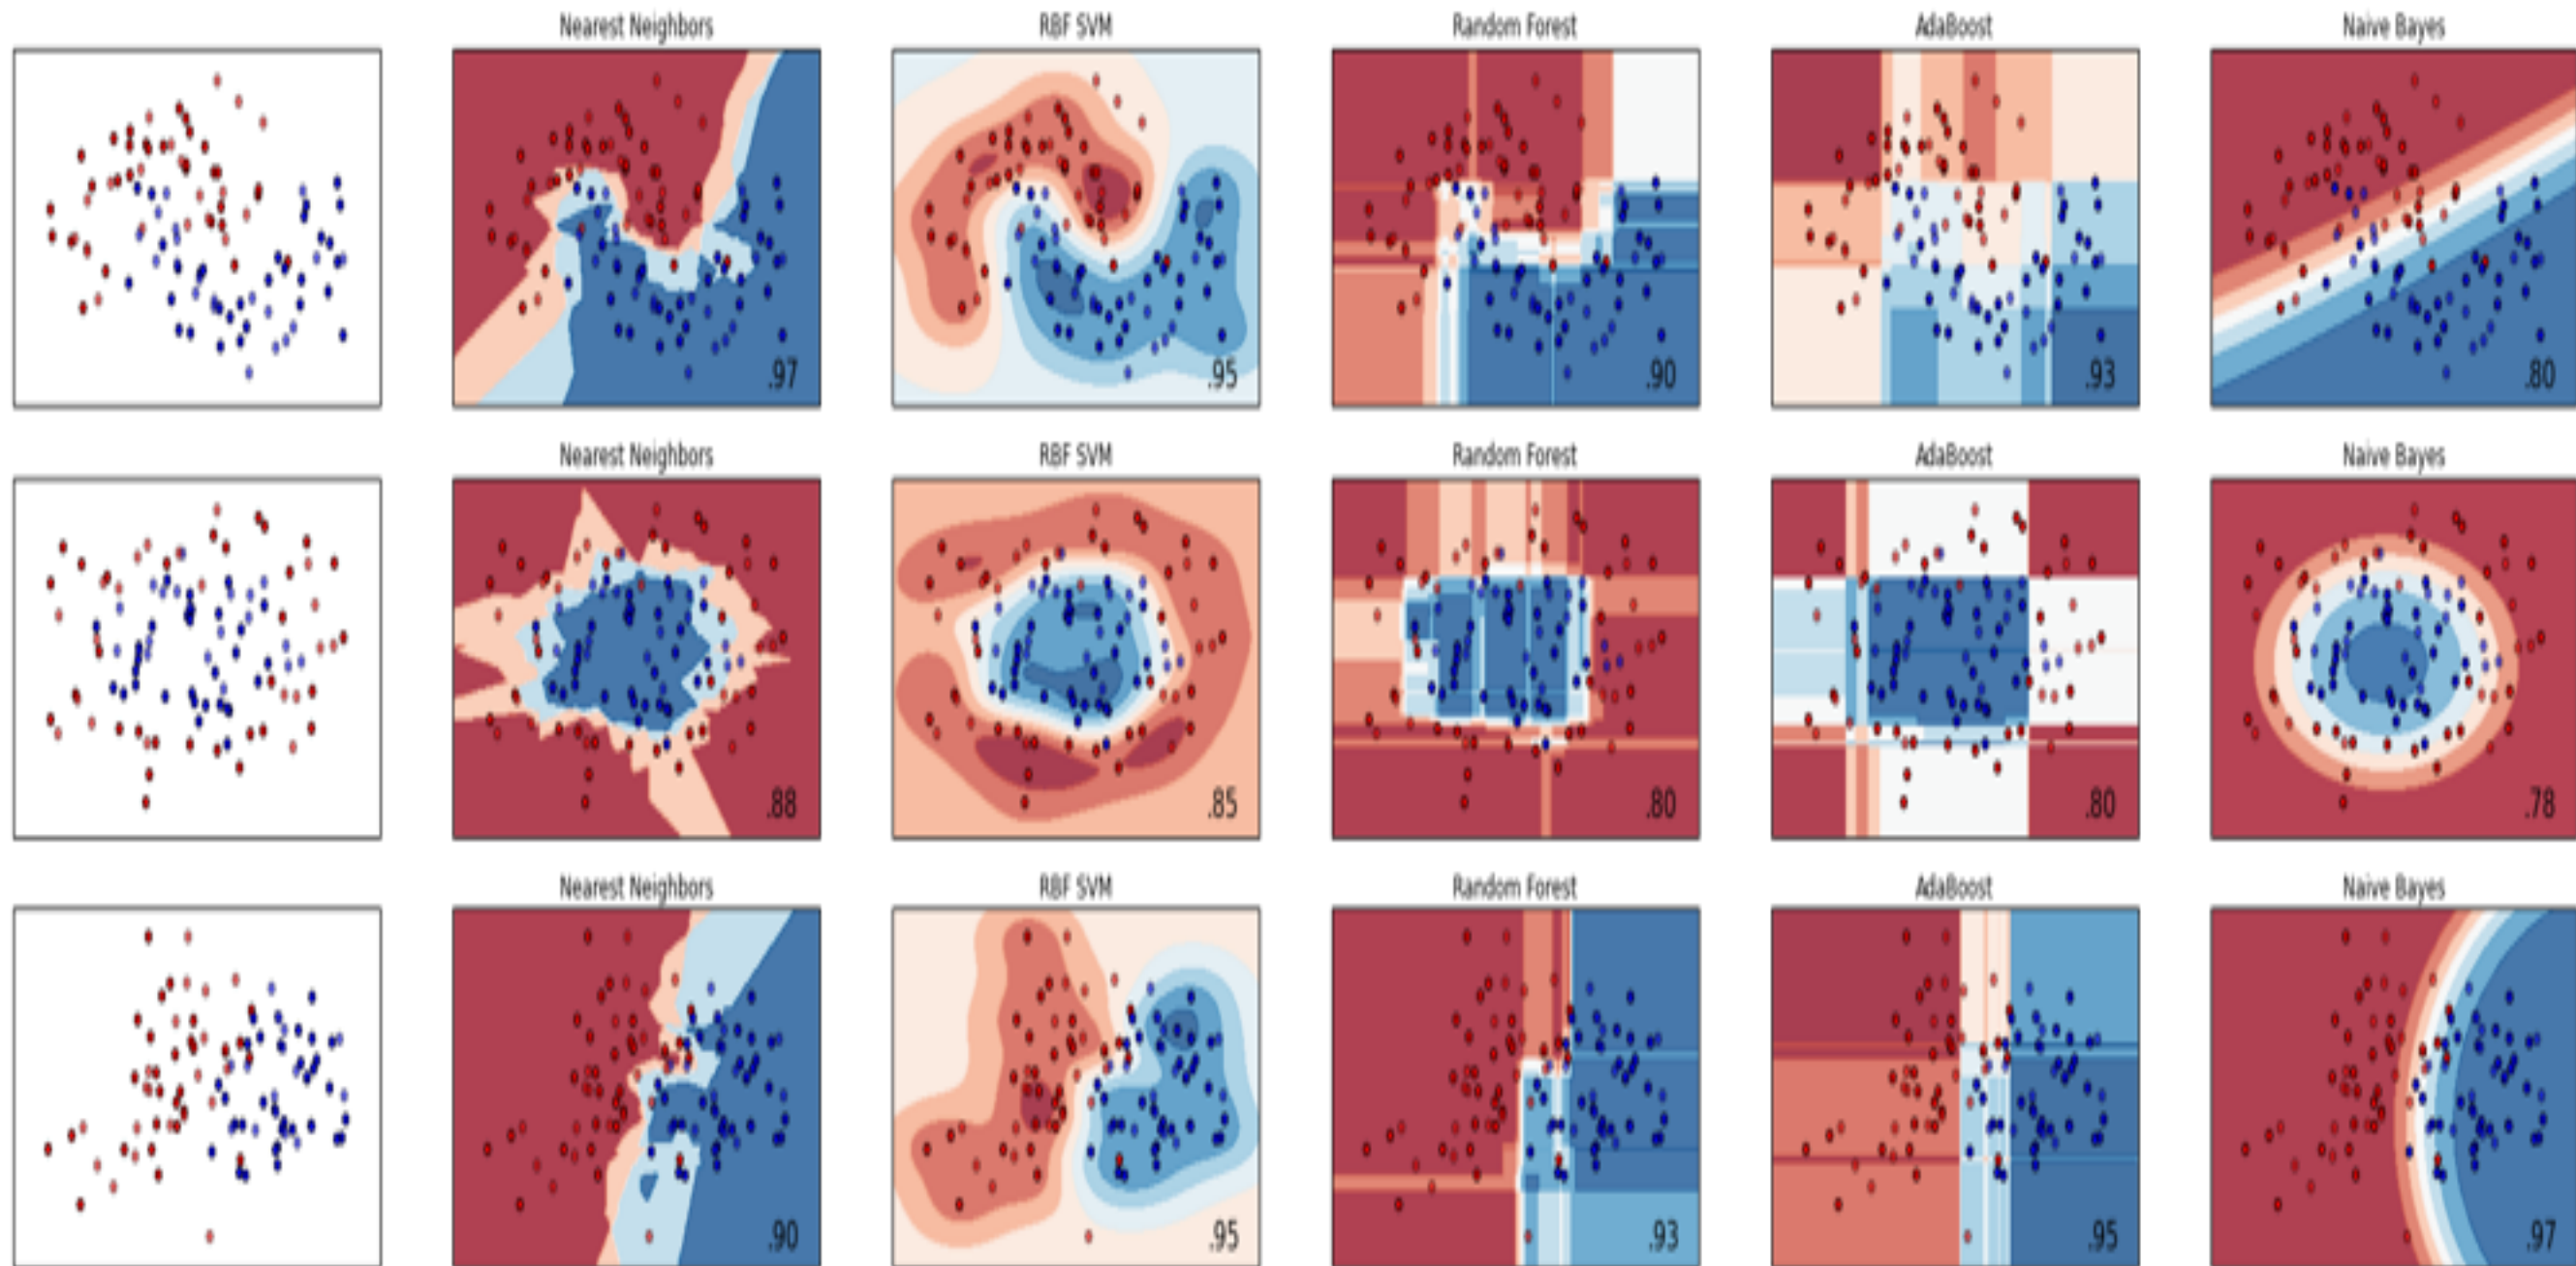 Nearest Neighbors RBF SVM Random Forest AdaBoost Naive Bayes
.97 .95 .90 .93 .80
Nearest Neighbors RBF SVM Random Forest AdaBoost Naive Bayes
.88 .85 .80 .80 .78
Nearest Neighbors RBF SVM Random Forest AdaBoost Naive Bayes
.90 .95 .93 .95 .97